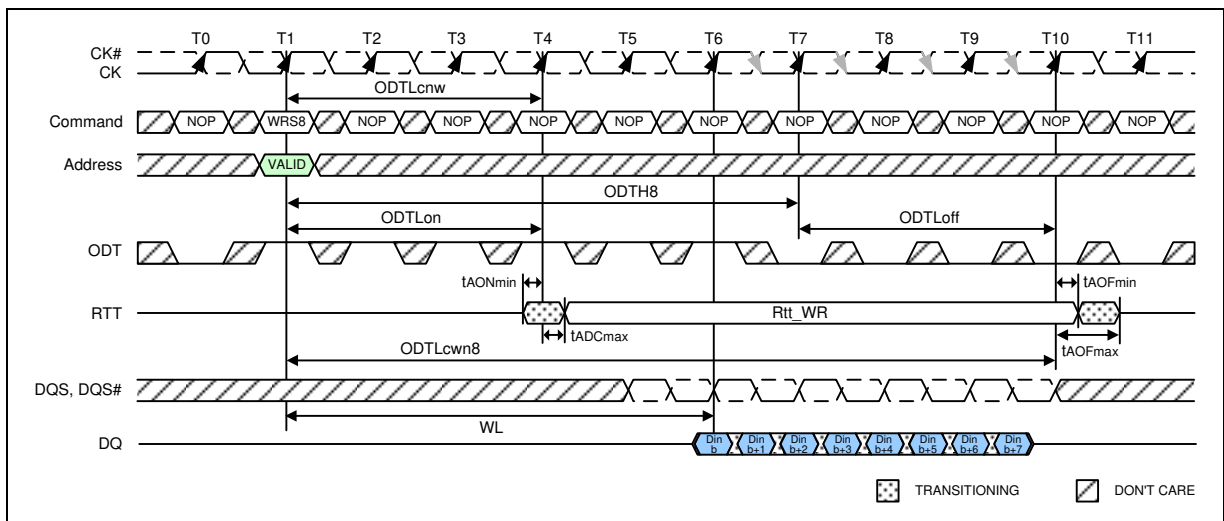 T0 T1 T2 T3 T4 T5 T6 T7 T8 T9 T10 T11
CK#
CK
ODTLcnw
Command NOP WRS8 NOP NOP NOP NOP NOP NOP NOP NOP NOP NOP
Address VALID
ODTH8
ODTLon ODTLoff
ODT
tAONmin tAOFmin
RTT Rtt_WR
tADCmax tAOFmax
ODTLcwn8
DQS, DQS#
WL
DQ Din b Din b+1 Din b+2 Din b+3 Din b+4 Din b+5 Din b+6 Din b+7
TRANSITIONING DON'T CARE